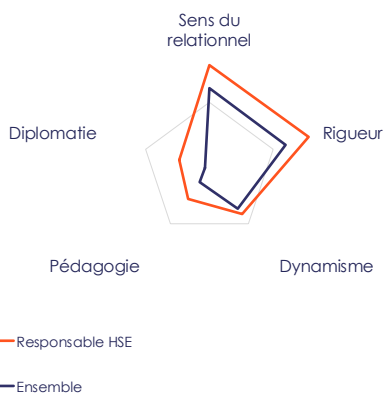 Sens du
relationnel
Diplomatie
Rigueur
Pédagogie
Dynamisme
Responsable HSE
Ensemble